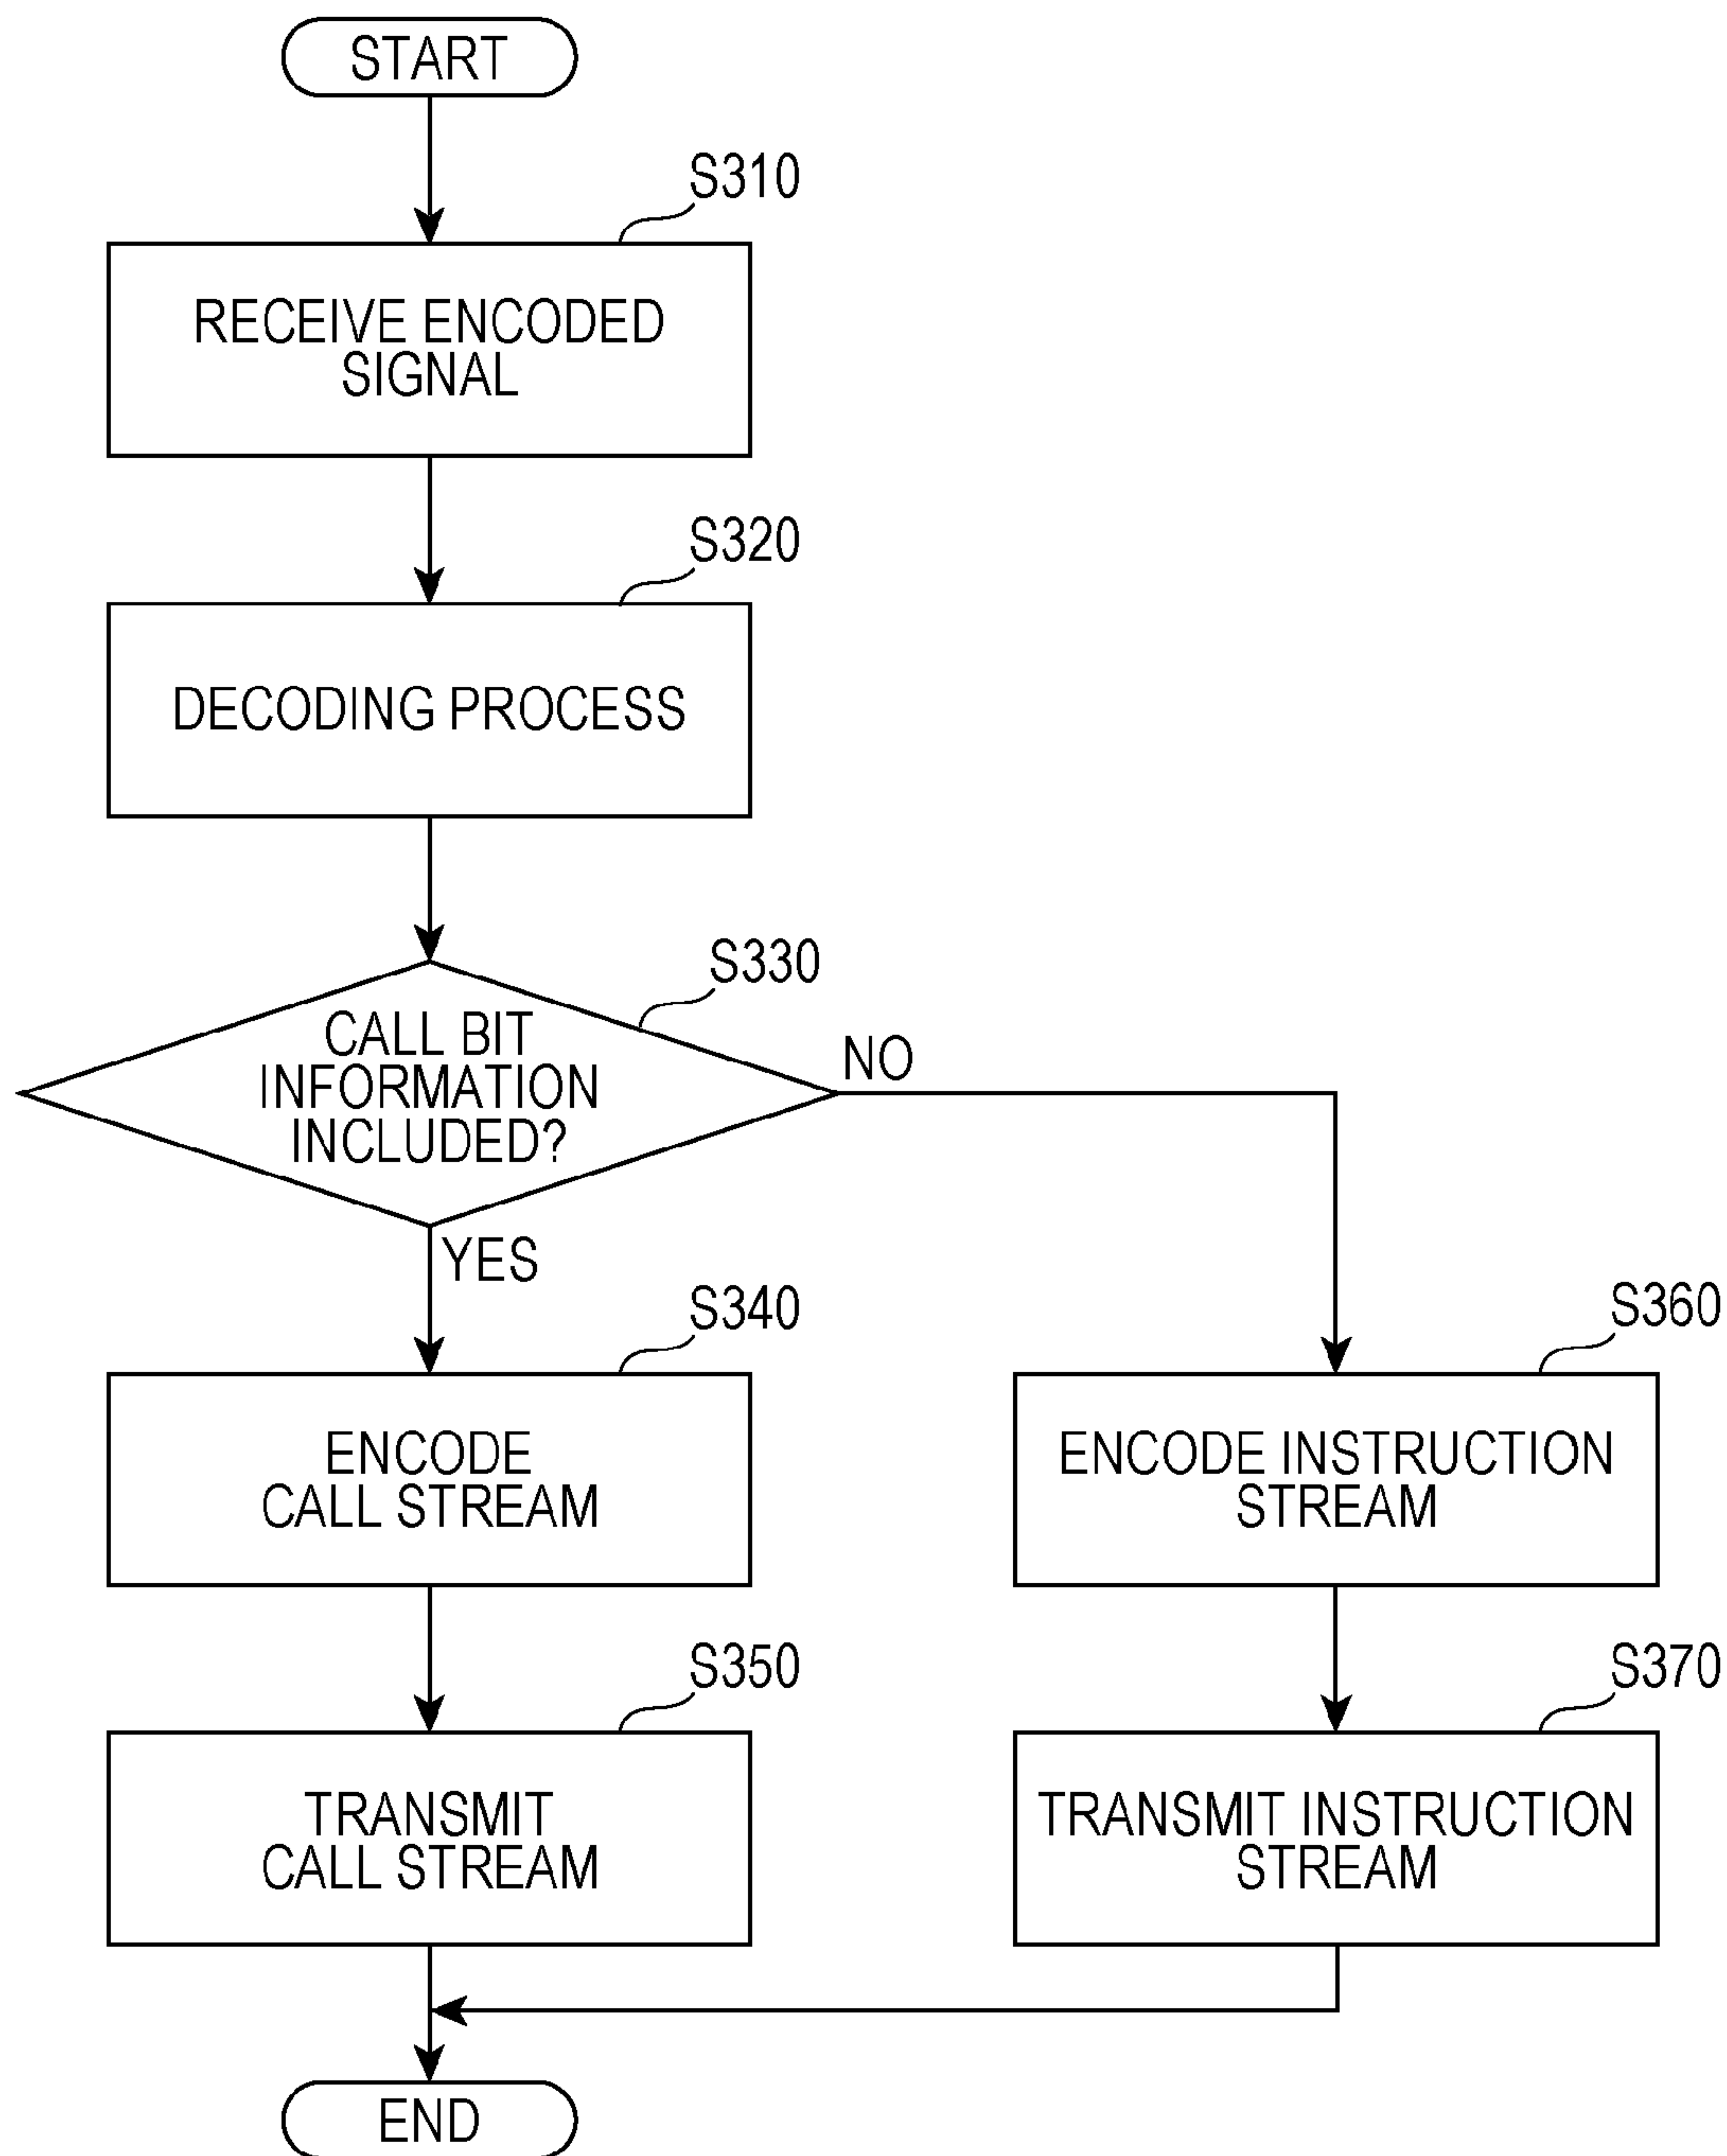 START
S310
RECEIVE ENCODED
SIGNAL
S320
DECODING PROCESS
S330
CALL BIT
INFORMATION
INCLUDED?
NO
YES
S340
ENCODE
CALL STREAM
S360
ENCODE INSTRUCTION
STREAM
S350
TRANSMIT
CALL STREAM
S370
TRANSMIT INSTRUCTION
STREAM
END